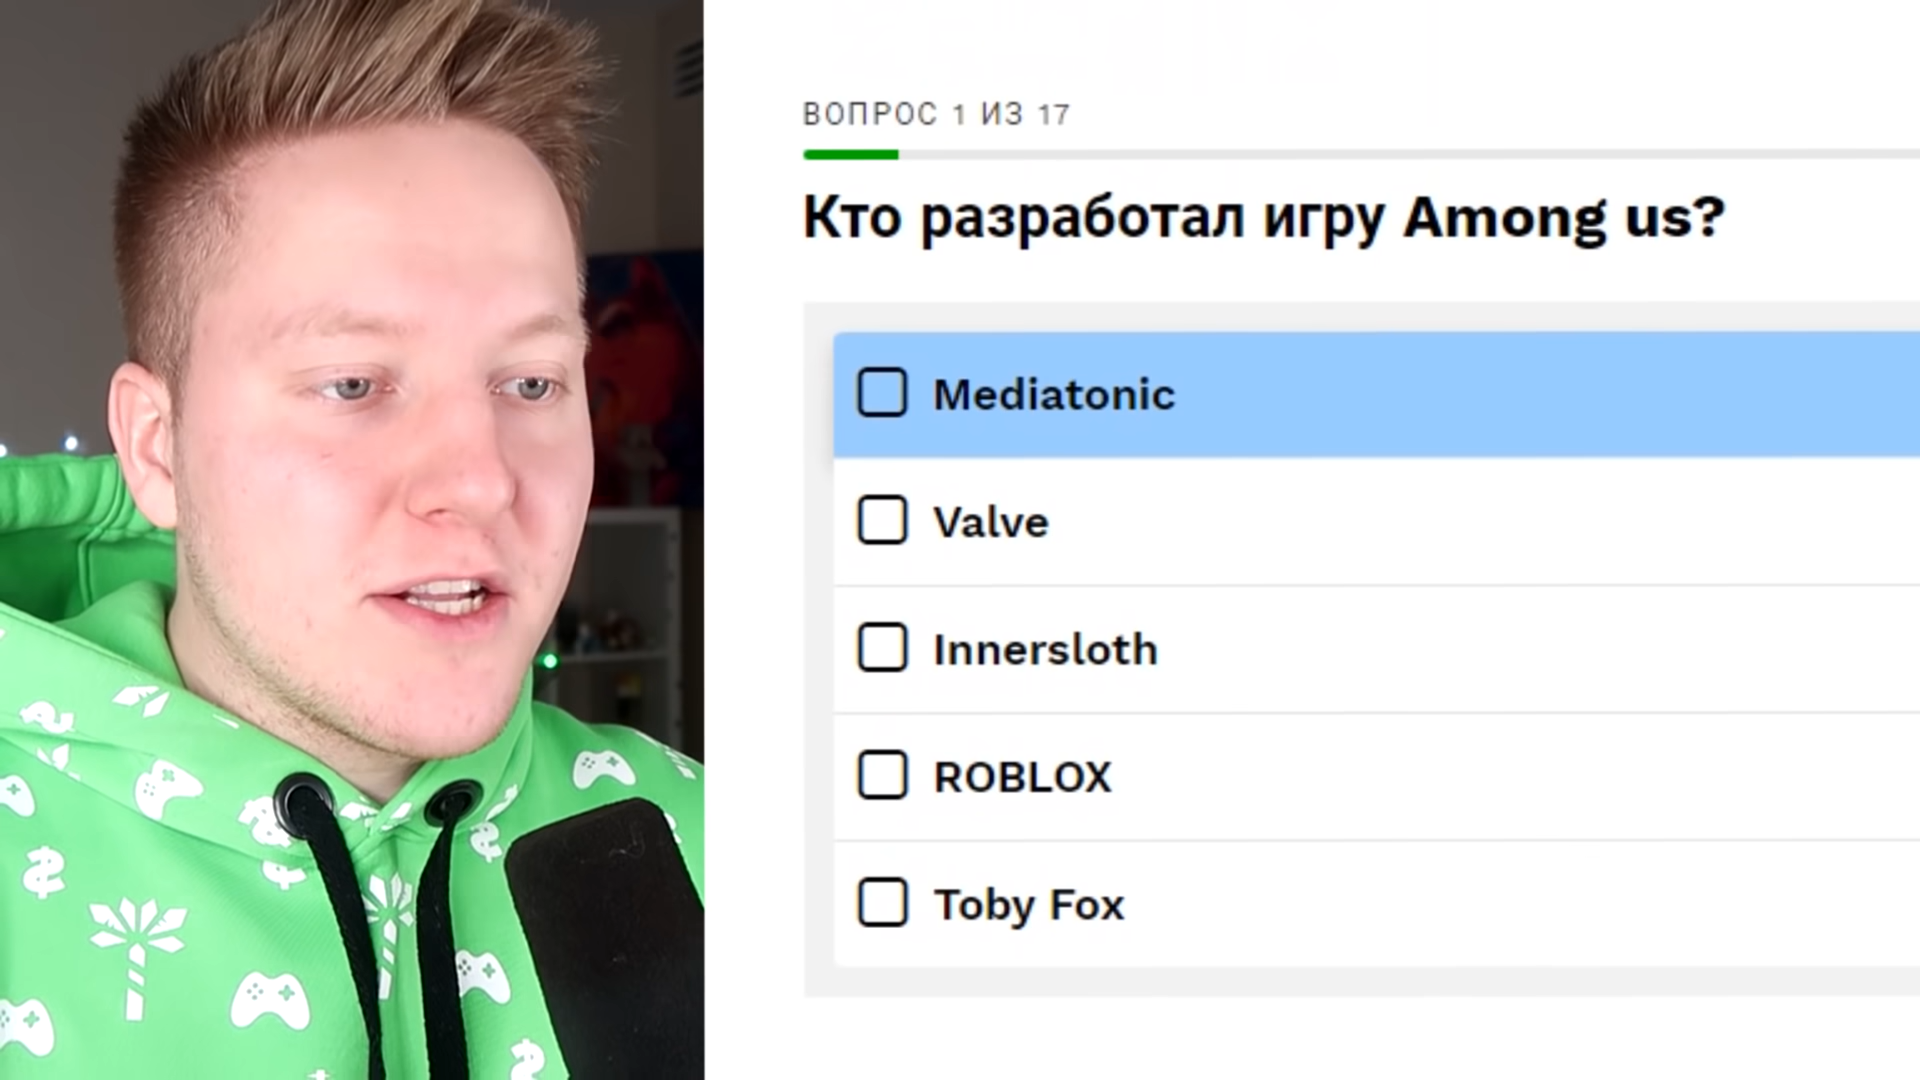 ВОПРОС 1 ИЗ 17
Кто разработал игру Among us?
Mediatonic
Valve
Innersloth
ROBLOX
Toby Fox